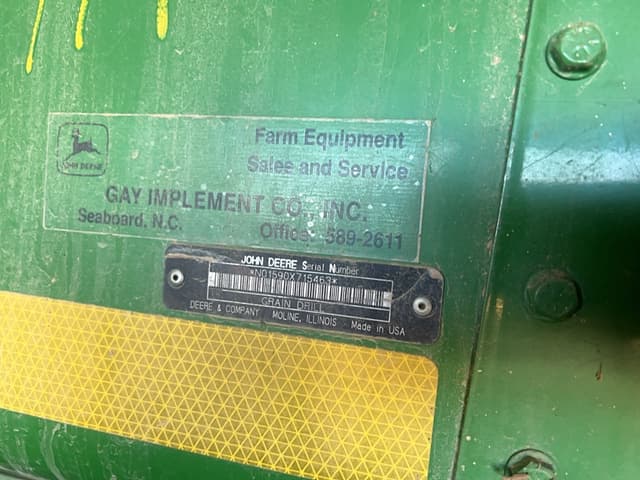 JOHN DEERE
Farm Equipment
Sales and Service
GAY IMPLEMENT CO., INC.
Seaboard, N.C. Office: 589-2611
JOHN DEERE Serial Number
*N01590X715463*
GRAIN DRILL
DEERE & COMPANY MOLINE, ILLINOIS Made in USA